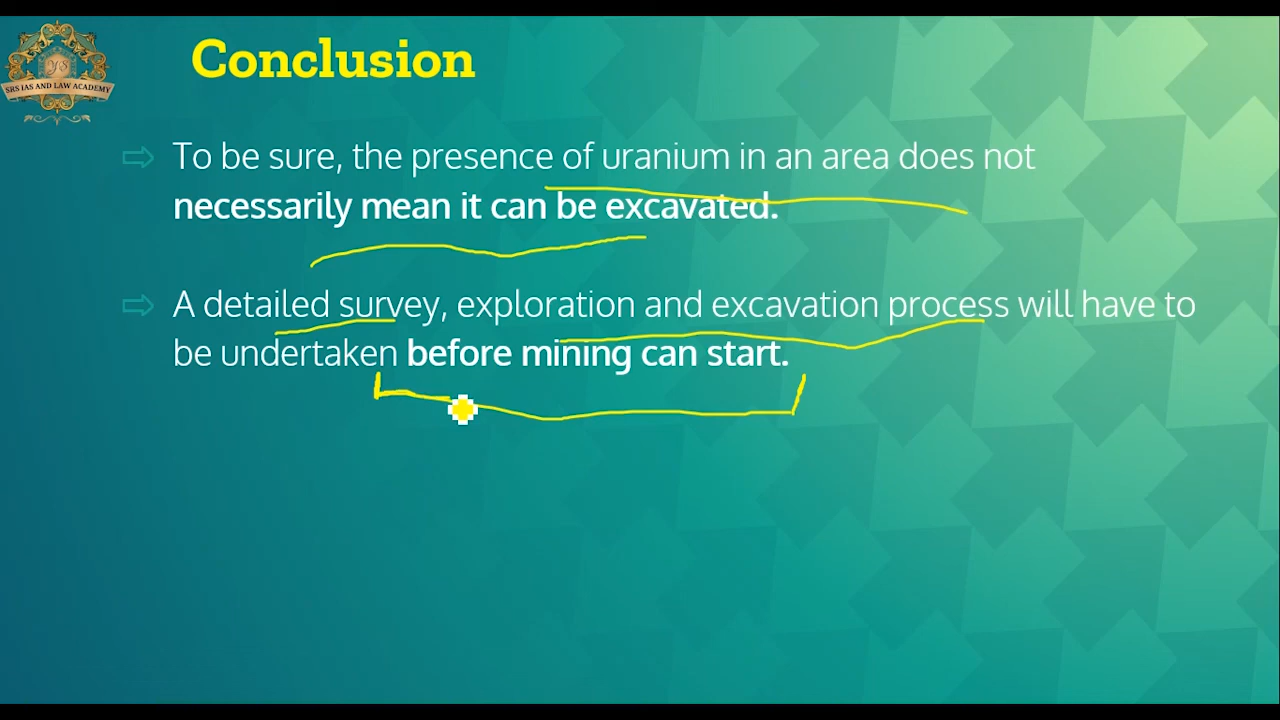 SRS IAS AND LAW ACADEMY
Conclusion
To be sure, the presence of uranium in an area does not
necessarily mean it can be excavated.
A detailed survey, exploration and excavation process will have to
be undertaken before mining can start.